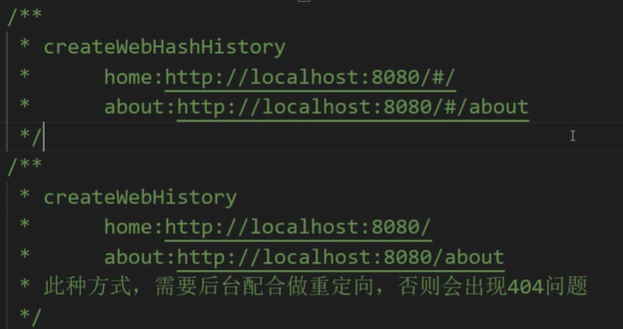 /**
 * createWebHashHistory
 *      home:http://localhost:8080/#/
 *      about:http://localhost:8080/#/about
 */
/**
 * createWebHistory
 *      home:http://localhost:8080/
 *      about:http://localhost:8080/about
 * 此种方式，需要后台配合做重定向，否则会出现404问题
 */